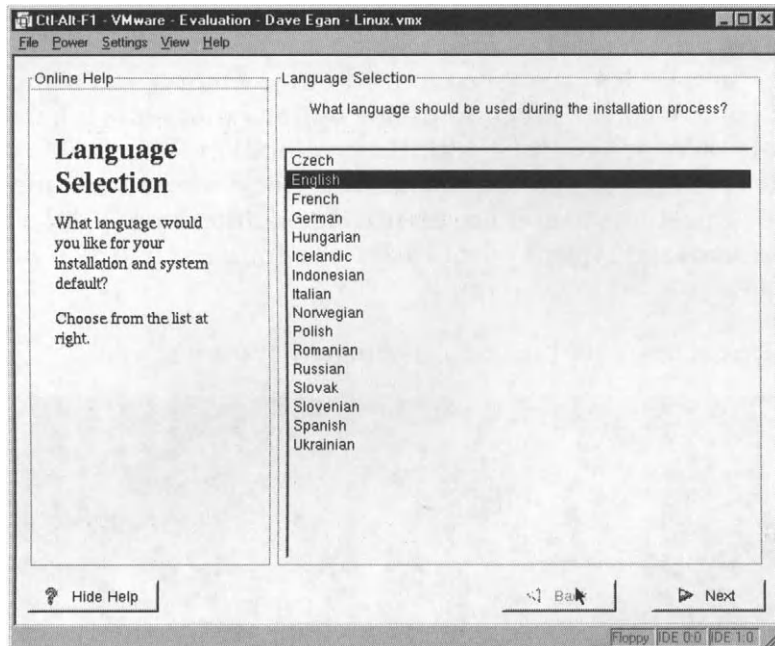 Ctl-Alt-F1 - VMware - Evaluation - Dave Egan - Linux.vmx
File Power Settings View Help
Online Help
Language
Selection
What language would
you like for your
installation and system
default?
Choose from the list at
right.
Language Selection
What language should be used during the installation process?
Czech
English
French
German
Hungarian
Icelandic
Indonesian
Italian
Norwegian
Polish
Romanian
Russian
Slovak
Slovenian
Spanish
Ukrainian
Hide Help
Back
Next
Floppy IDE 0:0 IDE 1:0